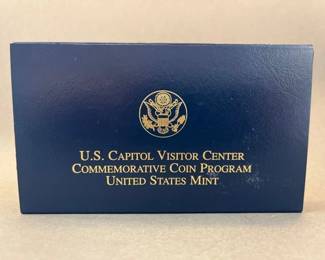 U.S. Capitol Visitor Center
Commemorative Coin Program
United States Mint